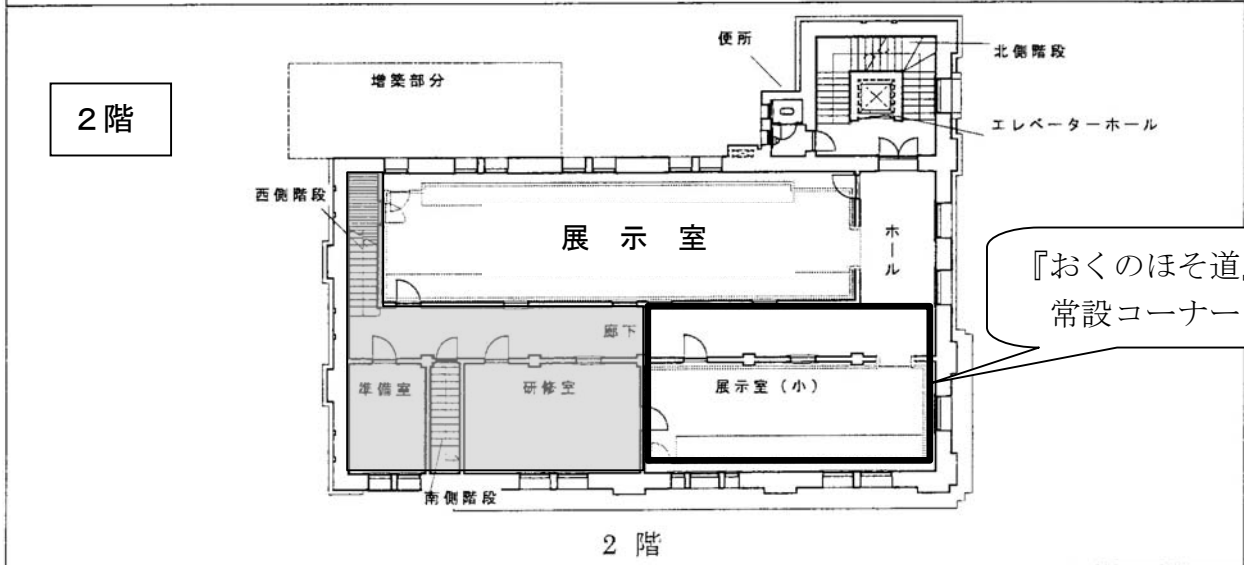 便所
北側階段
増築部分
2階
エレベーターホール
西側階段
展示室
ホール
『おくのほそ道』
常設コーナー
廊下
準備室
研修室
展示室(小)
南側階段
2 階